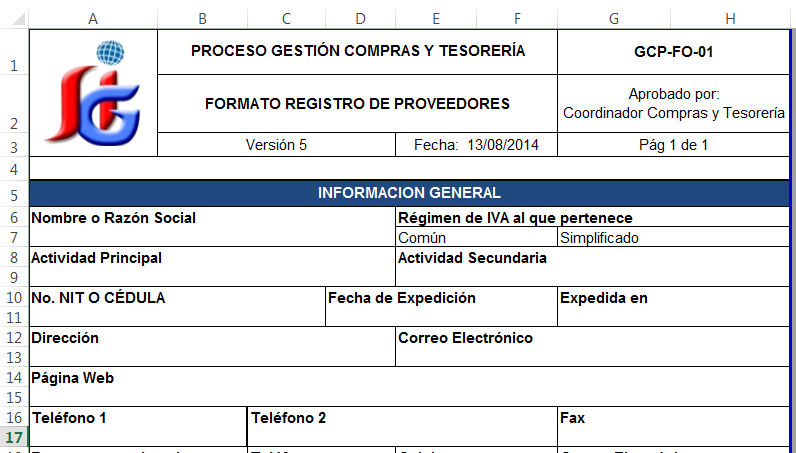 A B C D E F G H
1 PROCESO GESTIÓN COMPRAS Y TESORERÍA GCP-FO-01
2 FORMATO REGISTRO DE PROVEEDORES Aprobado por:
Coordinador Compras y Tesorería
3 Versión 5 Fecha: 13/08/2014 Pág 1 de 1
4
5 INFORMACION GENERAL
6 Nombre o Razón Social Régimen de IVA al que pertenece
7 Común Simplificado
8 Actividad Principal Actividad Secundaria
9
10 No. NIT O CÉDULA Fecha de Expedición Expedida en
11
12 Dirección Correo Electrónico
13
14 Página Web
15
16 Teléfono 1 Teléfono 2 Fax
17